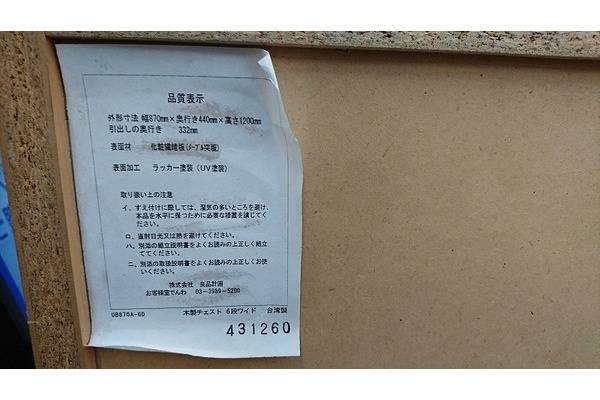 品質表示
外形寸法 幅870mm×奥行き440mm×高さ1200mm
引出しの奥行き 332mm
表面材 化粧繊維板(メープル突板)
表面加工 ラッカー塗装(UV塗装)
取り扱い上の注意
イ、すえ付けに際しては、湿気の多いところを避け、
本品を水平に保つために必要な措置を講じてく
ださい。
ロ、直射日光又は熱を避けてください。
ハ、別添の組立説明書をよくお読みの上正しく組立
ててください。
ニ、別添の取扱説明書をよくお読みの上正しくお使
いください。
株式会社 良品計画
お客様室でんわ 03-3989-5200
UB870A-6D 木製チェスト 6段ワイド 台湾製
431260